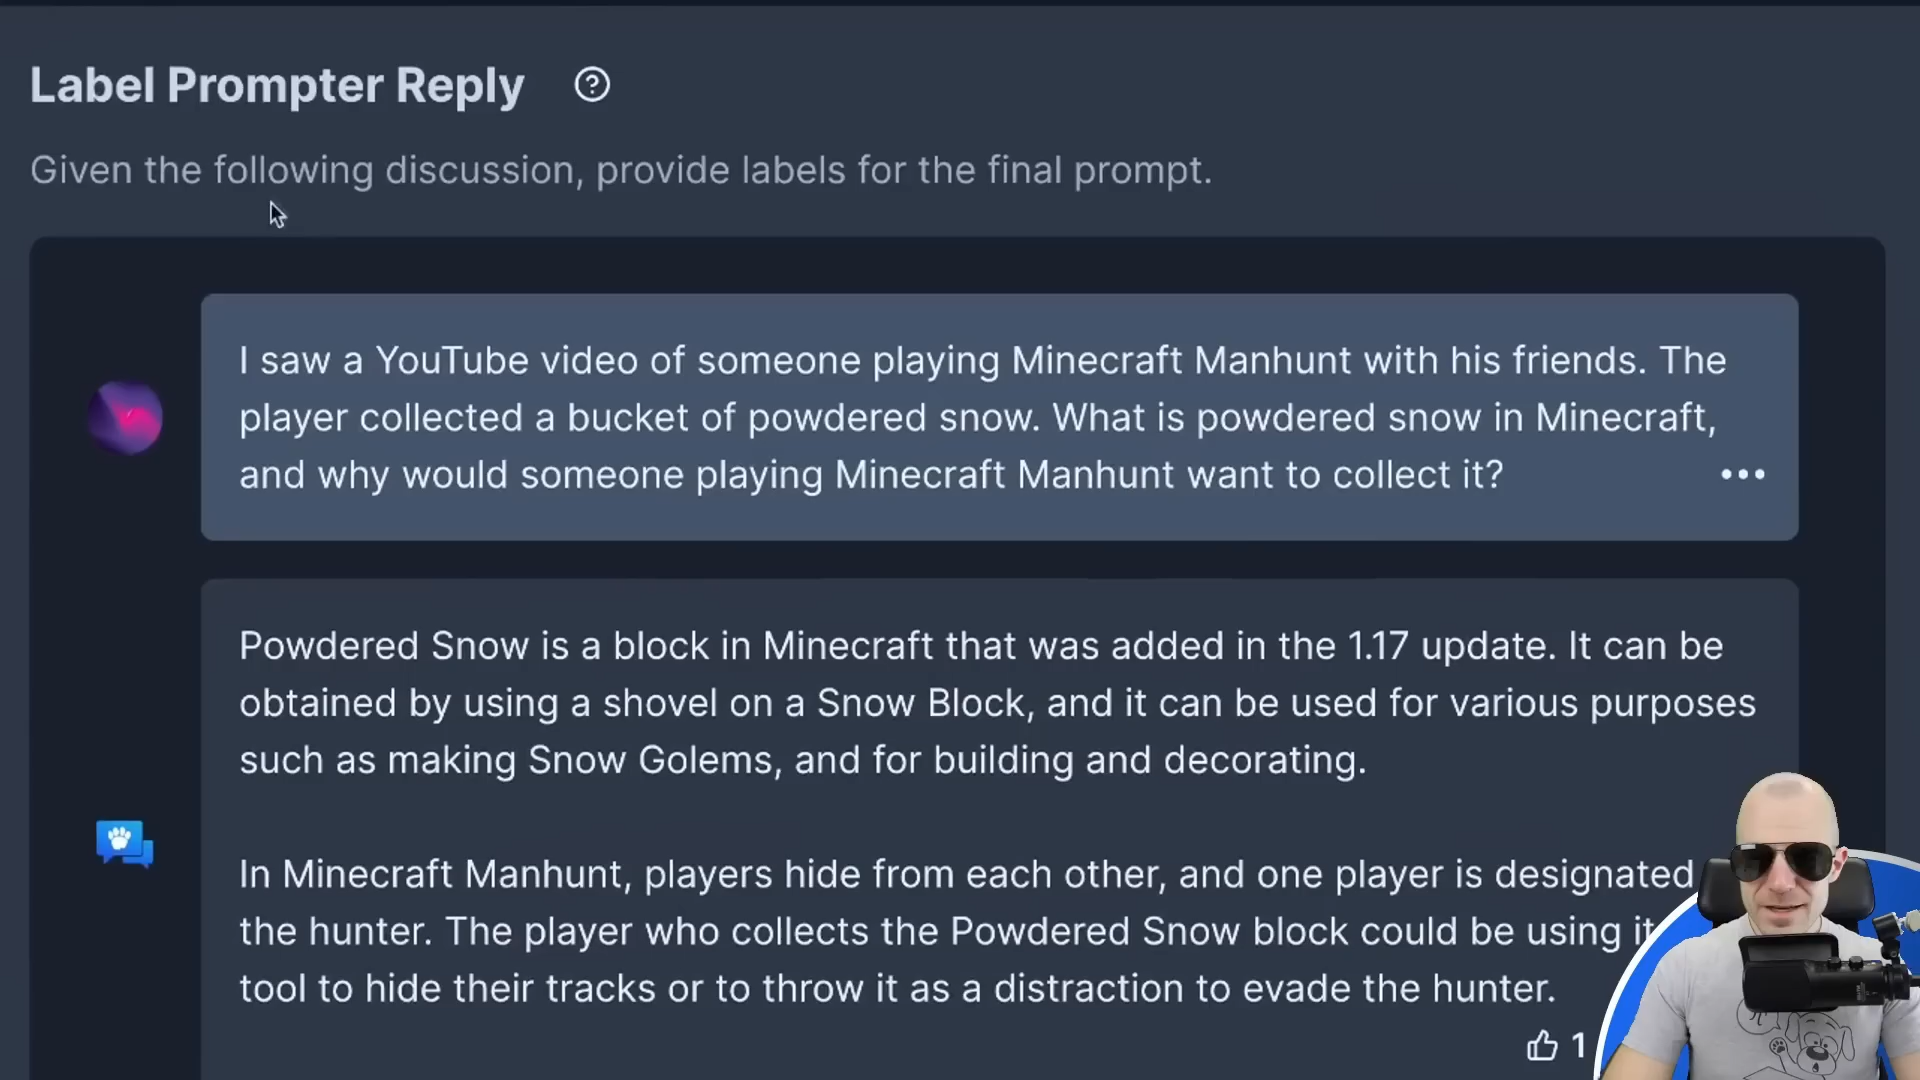 Label Prompter Reply
Given the following discussion, provide labels for the final prompt.
I saw a YouTube video of someone playing Minecraft Manhunt with his friends. The
player collected a bucket of powdered snow. What is powdered snow in Minecraft,
and why would someone playing Minecraft Manhunt want to collect it?
Powdered Snow is a block in Minecraft that was added in the 1.17 update. It can be
obtained by using a shovel on a Snow Block, and it can be used for various purposes
such as making Snow Golems, and for building and decorating.
In Minecraft Manhunt, players hide from each other, and one player is designated
the hunter. The player who collects the Powdered Snow block could be using it
tool to hide their tracks or to throw it as a distraction to evade the hunter.
1